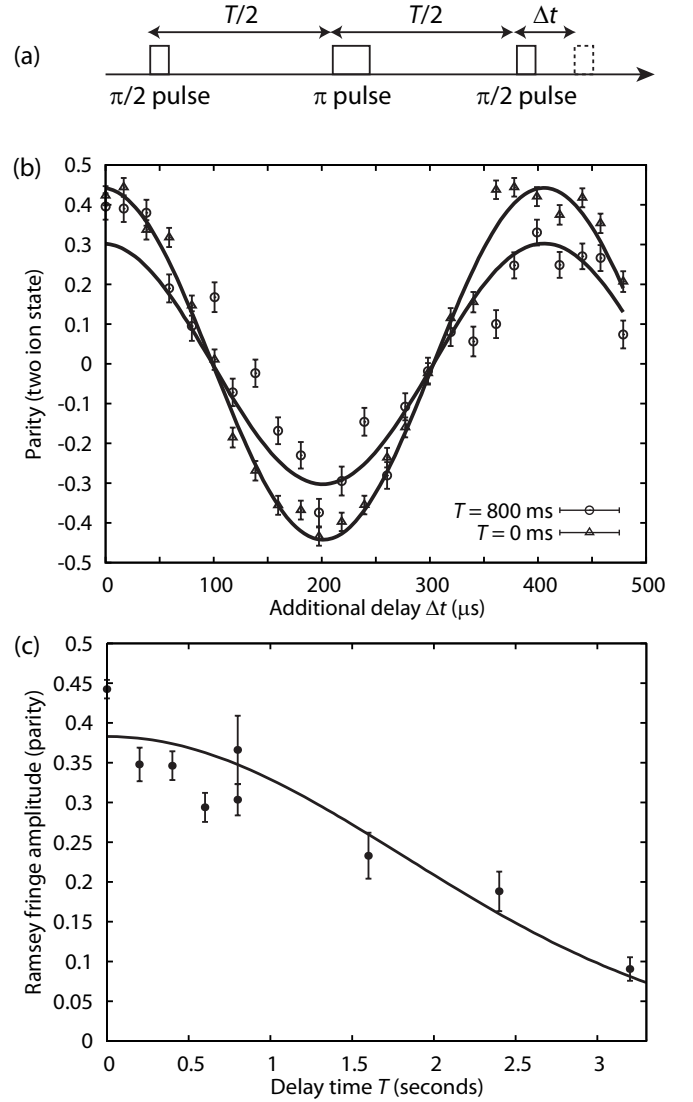 T/2 T/2 Δt
(a)
π/2 pulse π pulse π/2 pulse
(b)
0.5
0.4
0.3
0.2
0.1
0
-0.1
-0.2
-0.3
-0.4
-0.5
Parity (two ion state)
T = 800 ms
T = 0 ms
0 100 200 300 400 500
Additional delay Δt (μs)
(c)
0.5
0.45
0.4
0.35
0.3
0.25
0.2
0.15
0.1
0.05
0
Ramsey fringe amplitude (parity)
0 0.5 1 1.5 2 2.5 3
Delay time T (seconds)